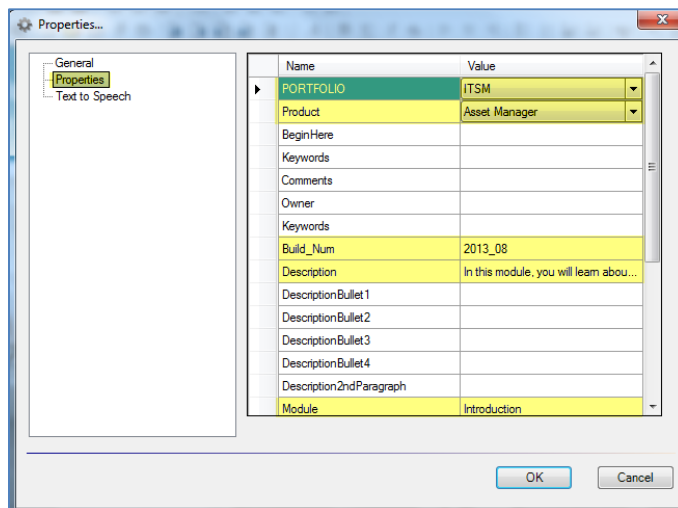 Properties...
General
Properties
Text to Speech
Name Value
PORTFOLIO ITSM
Product Asset Manager
BeginHere
Keywords
Comments
Owner
Keywords
Build_Num 2013_08
Description In this module, you will learn abou...
DescriptionBullet1
DescriptionBullet2
DescriptionBullet3
DescriptionBullet4
Description2ndParagraph
Module Introduction
OK Cancel